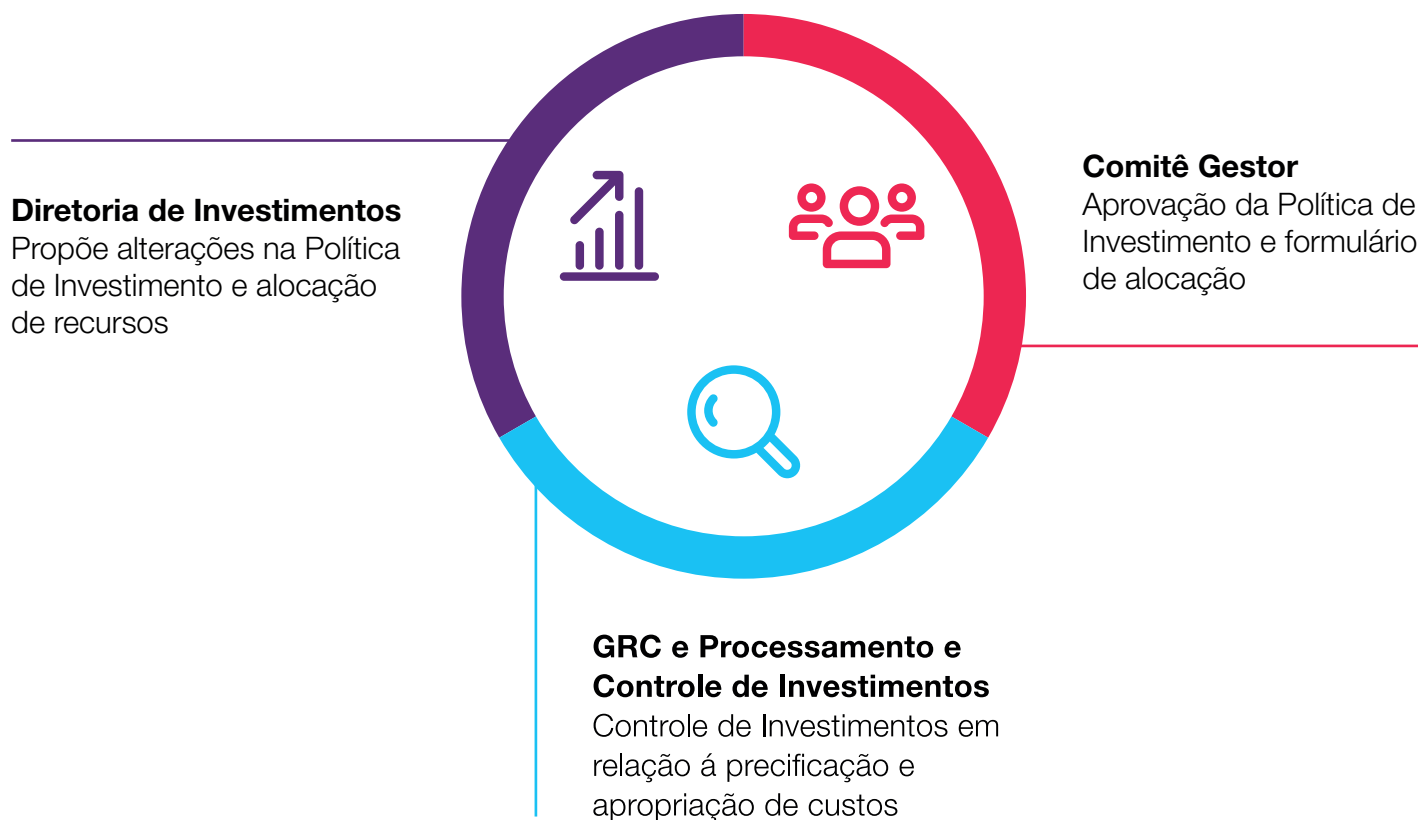 Diretoria de Investimentos
Propõe alterações na Política
de Investimento e alocação
de recursos
Comitê Gestor
Aprovação da Política de
Investimento e formulário
de alocação
GRC e Processamento e
Controle de Investimentos
Controle de Investimentos em
relação á precificação e
apropriação de custos